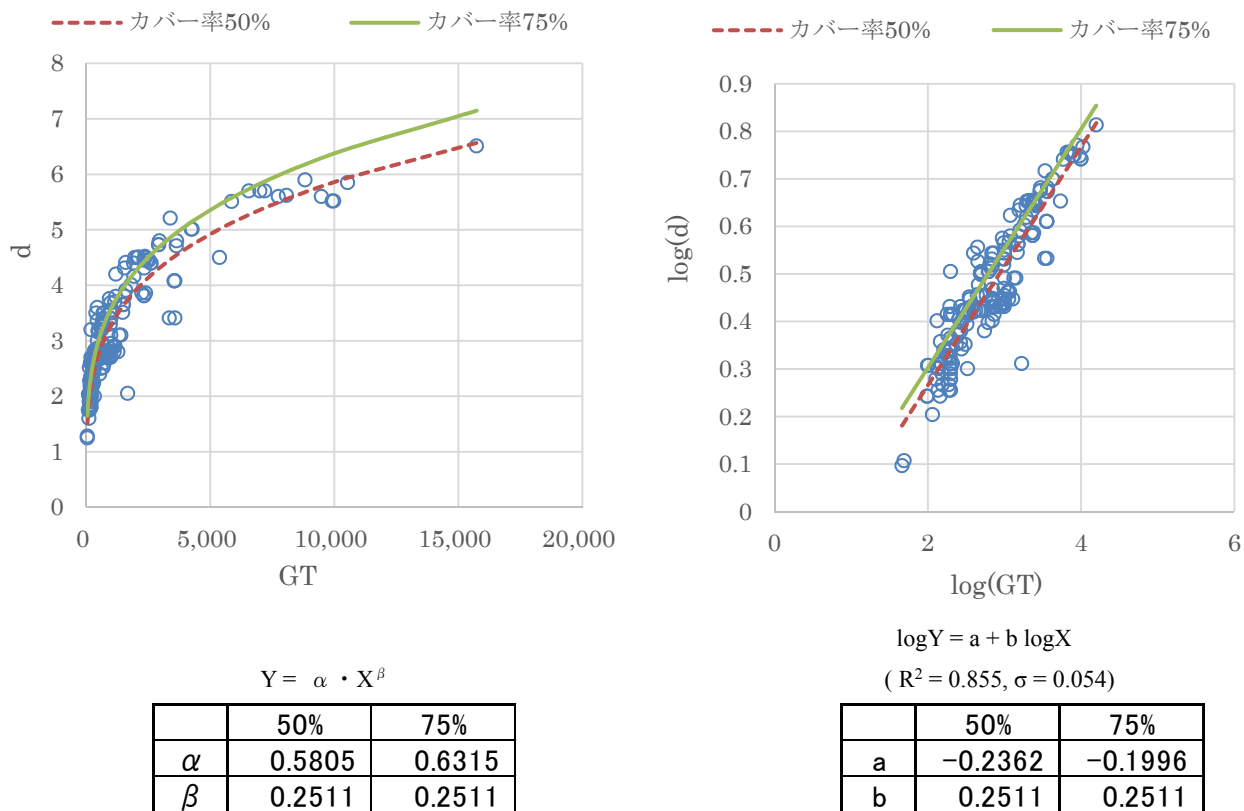 カバー率50% カバー率75%
8
7
6
5
4
3
2
1
0
d
0 5,000 10,000 15,000 20,000
GT
Y = α・X^β
50% 75%
α 0.5805 0.6315
β 0.2511 0.2511
カバー率50% カバー率75%
0.9
0.8
0.7
0.6
0.5
0.4
0.3
0.2
0.1
0
log(d)
0 2 4 6
log(GT)
logY = a + b logX
( R² = 0.855, σ = 0.054)
50% 75%
a −0.2362 −0.1996
b 0.2511 0.2511